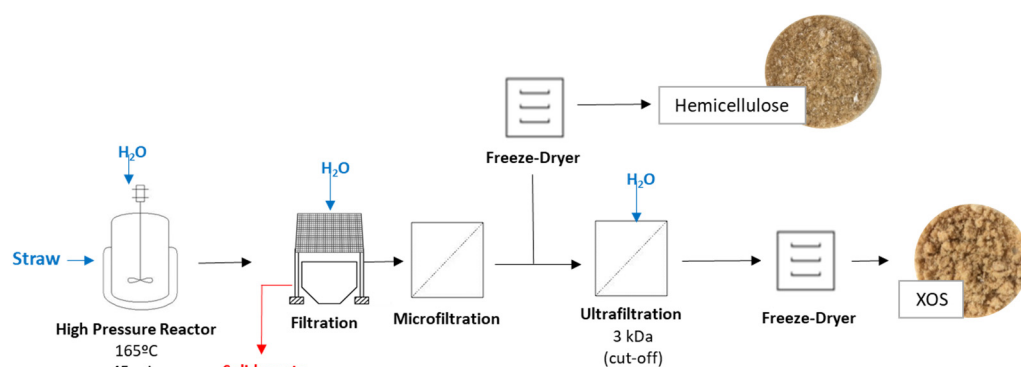 H₂O
Straw
High Pressure Reactor
165ºC
H₂O
Filtration
Microfiltration
Freeze-Dryer
Hemicellulose
H₂O
Ultrafiltration
3 kDa
(cut-off)
Freeze-Dryer
XOS